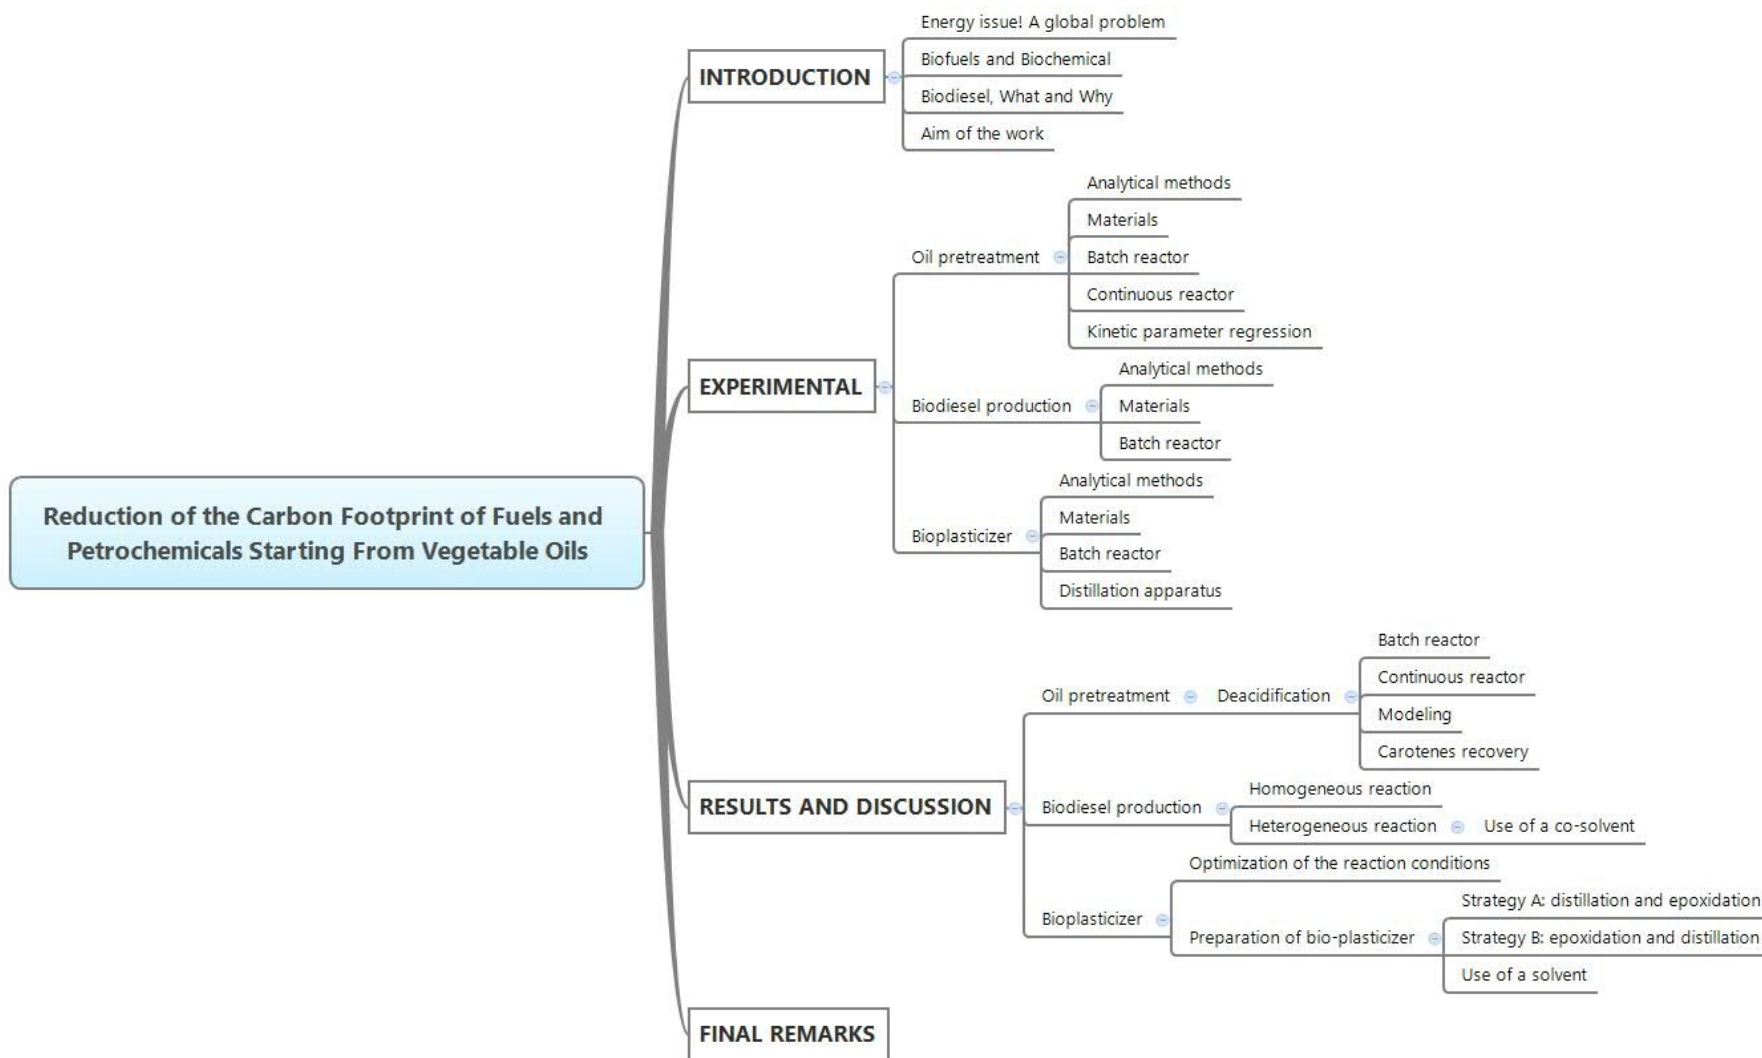 Reduction of the Carbon Footprint of Fuels and
Petrochemicals Starting From Vegetable Oils
INTRODUCTION
Energy issue! A global problem
Biofuels and Biochemical
Biodiesel, What and Why
Aim of the work
EXPERIMENTAL
Oil pretreatment
Analytical methods
Materials
Batch reactor
Continuous reactor
Kinetic parameter regression
Biodiesel production
Analytical methods
Materials
Batch reactor
Bioplasticizer
Analytical methods
Materials
Batch reactor
Distillation apparatus
RESULTS AND DISCUSSION
Oil pretreatment
Deacidification
Batch reactor
Continuous reactor
Modeling
Carotenes recovery
Biodiesel production
Homogeneous reaction
Heterogeneous reaction
Use of a co-solvent
Bioplasticizer
Optimization of the reaction conditions
Preparation of bio-plasticizer
Strategy A: distillation and epoxidation
Strategy B: epoxidation and distillation
Use of a solvent
FINAL REMARKS